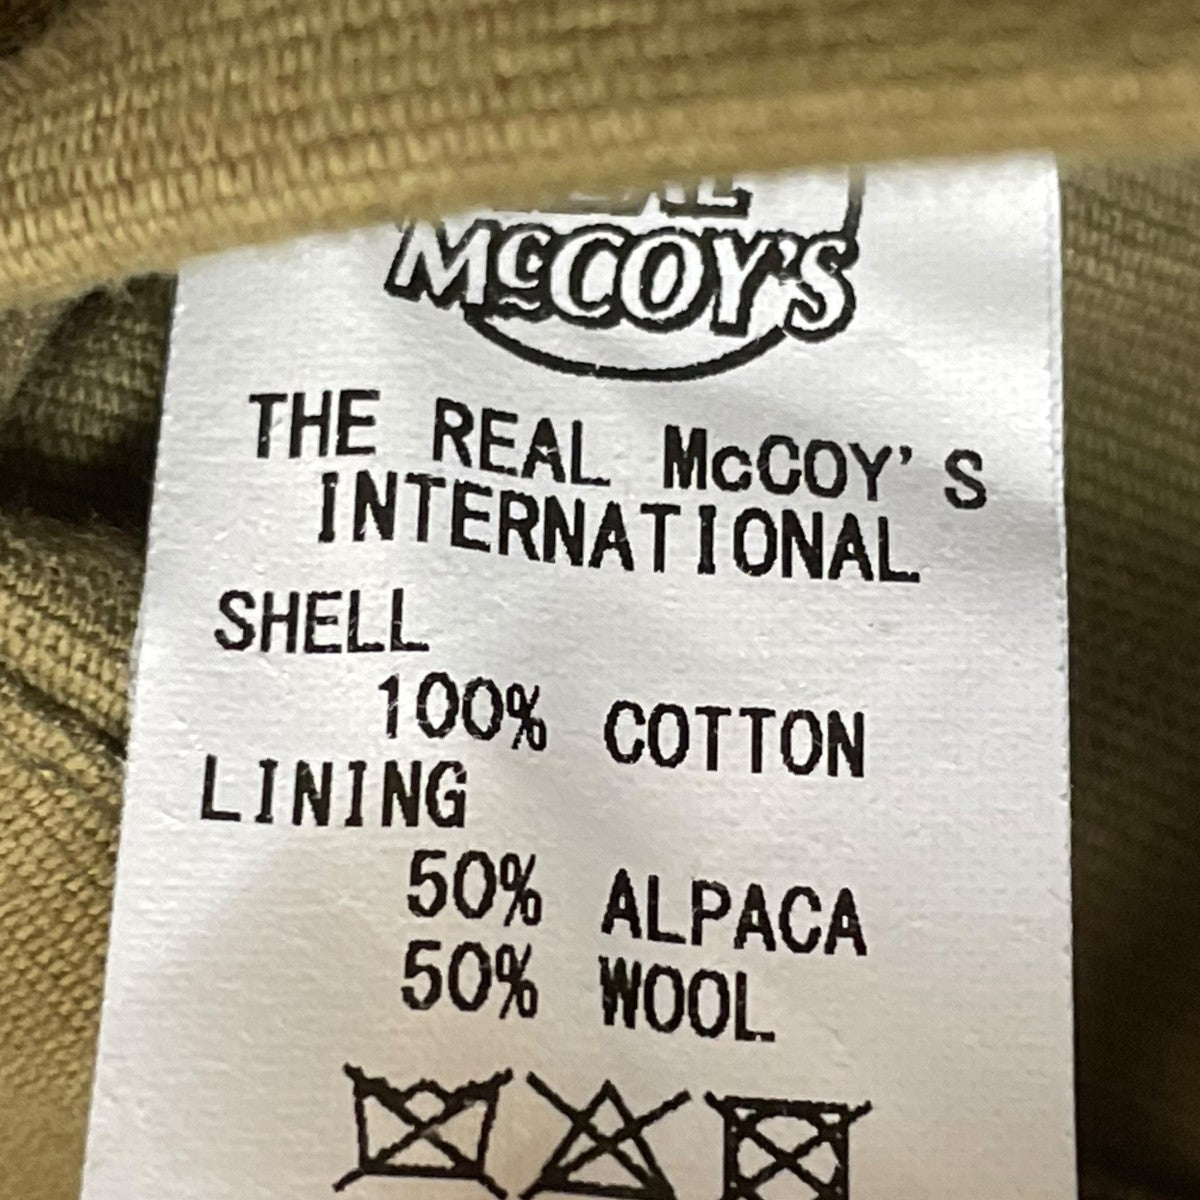 McCOY'S
THE REAL McCOY'S
INTERNATIONAL
SHELL
100% COTTON
LINING
50% ALPACA
50% WOOL